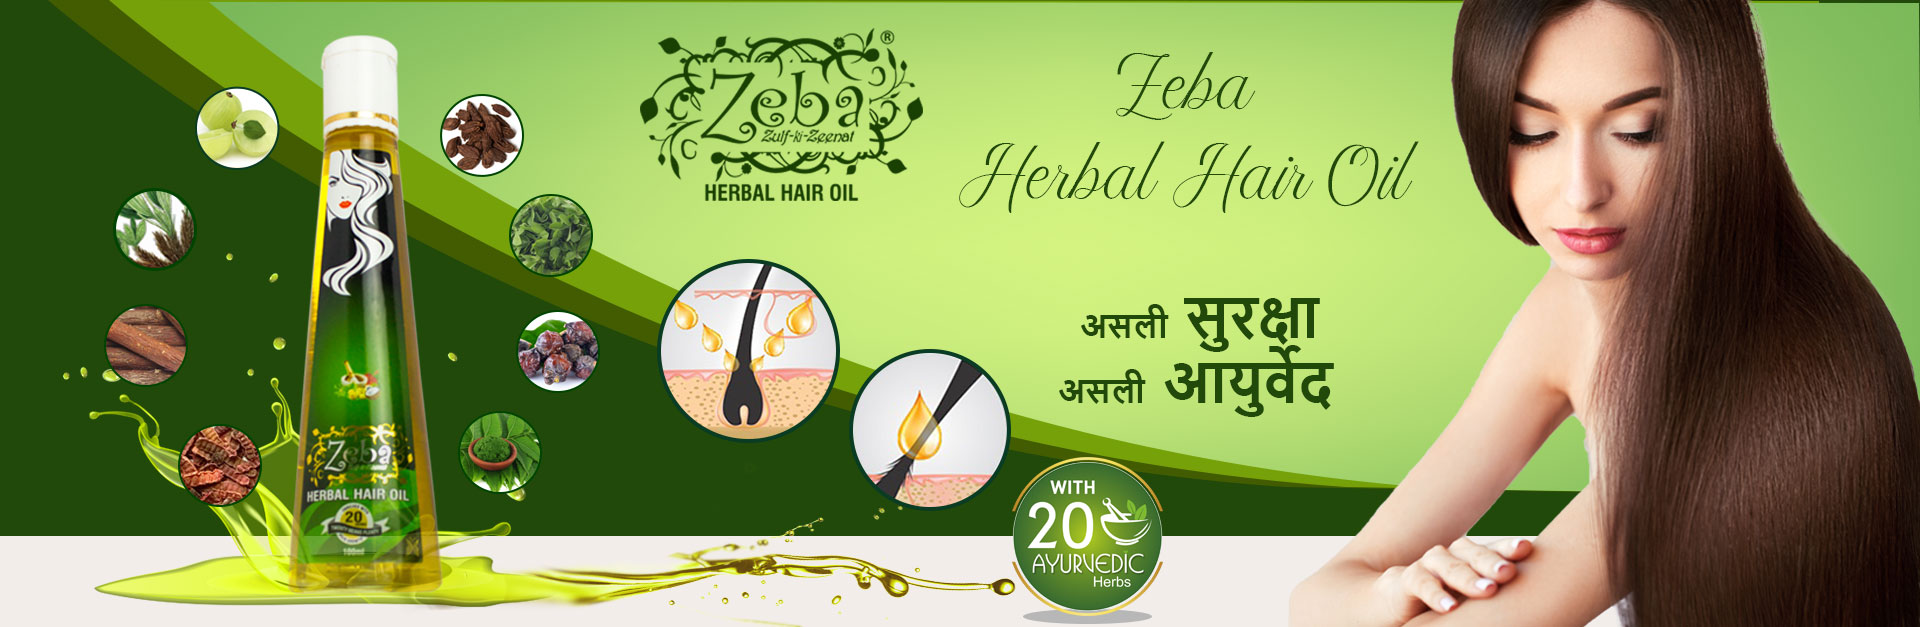 Zeba ®
Zulf-ki-Zeenat
HERBAL HAIR OIL
Zeba
Herbal Hair Oil
असली सुरक्षा
असली आयुर्वेद
WITH
20
AYURVEDIC
Herbs
Zeba
HERBAL HAIR OIL
20
100ml